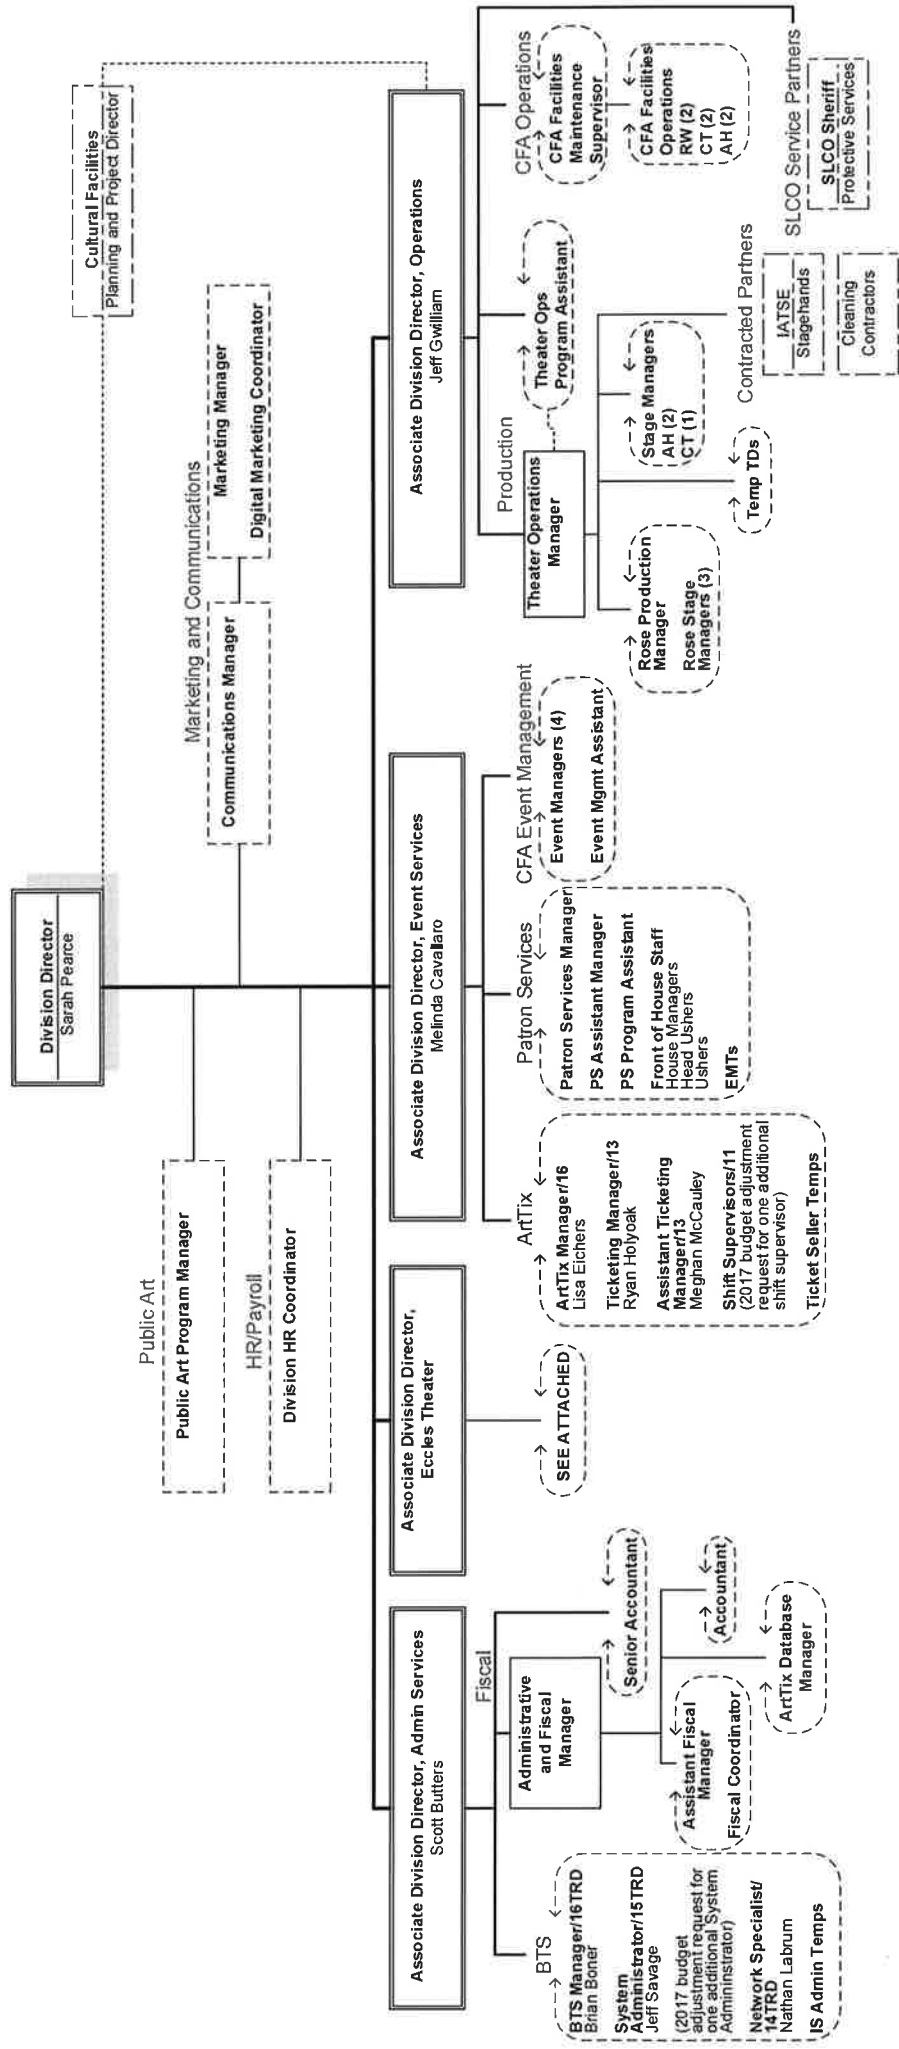 Division Director
Sarah Pearce
Cultural Facilities
Planning and Project Director
Public Art
Public Art Program Manager
HR/Payroll
Division HR Coordinator
Marketing and Communications
Communications Manager
Marketing Manager
Digital Marketing Coordinator
Associate Division Director, Admin Services
Scott Butters
Associate Division Director,
Eccles Theater
Associate Division Director, Event Services
Melinda Cavallaro
Associate Division Director, Operations
Jeff Gwilliam
BTS
BTS Manager/16TRD
Brian Boner
System
Administrator/15TRD
Jeff Savage
(2017 budget
adjustment request for
one additional System
Admininstrator)
Network Specialist/
14TRD
Nathan Labrum
IS Admin Temps
Fiscal
Administrative
and Fiscal
Manager
Senior Accountant
Assistant Fiscal
Manager
Fiscal Coordinator
Accountant
ArtTix Database
Manager
SEE ATTACHED
ArtTix
ArtTix Manager/16
Lisa Eichers
Ticketing Manager/13
Ryan Holyoak
Assistant Ticketing
Manager/13
Meghan McCauley
Shift Supervisors/11
(2017 budget adjustment
request for one additional
shift supervisor)
Ticket Seller Temps
Patron Services
Patron Services Manager
PS Assistant Manager
PS Program Assistant
Front of House Staff
House Managers
Head Ushers
Ushers
EMTs
CFA Event Management
Event Managers (4)
Event Mgmt Assistant
Production
Theater Operations
Manager
Theater Ops
Program Assistant
Rose Production
Manager
Rose Stage
Managers (3)
Temp TDs
Stage Managers
AH (2)
CT (1)
Contracted Partners
IATSE
Stagehands
Cleaning
Contractors
CFA Operations
CFA Facilities
Maintenance
Supervisor
CFA Facilities
Operations
RW (2)
CT (2)
AH (2)
SLCO Service Partners
SLCO Sheriff
Protective Services